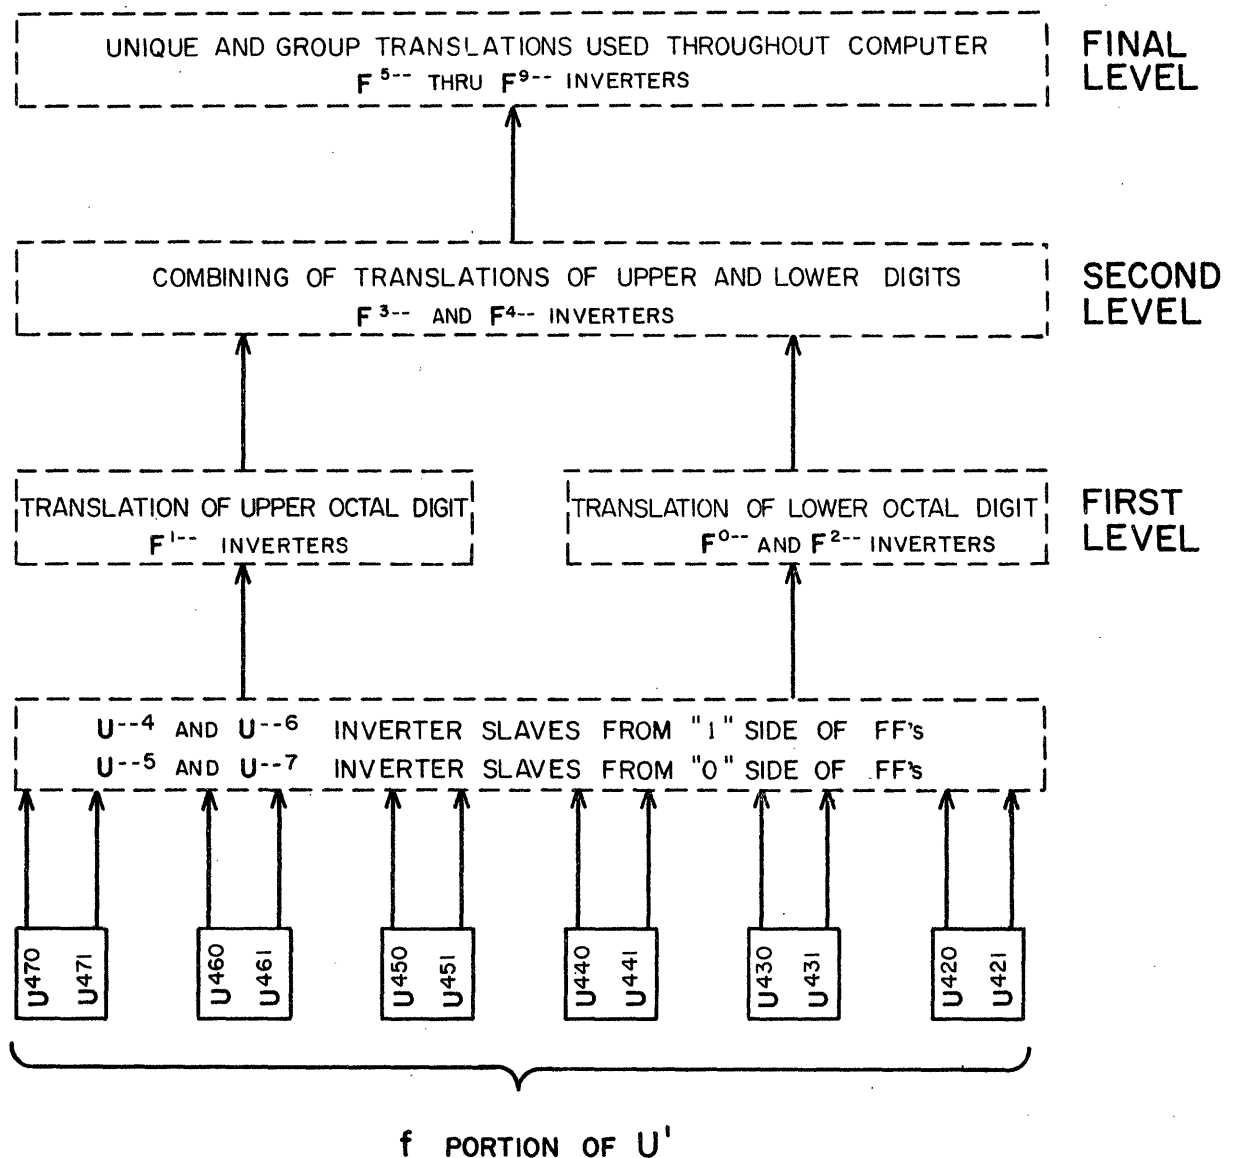 UNIQUE AND GROUP TRANSLATIONS USED THROUGHOUT COMPUTER
F5-- THRU F9-- INVERTERS
FINAL
LEVEL
COMBINING OF TRANSLATIONS OF UPPER AND LOWER DIGITS
F3-- AND F4-- INVERTERS
SECOND
LEVEL
TRANSLATION OF UPPER OCTAL DIGIT
F1-- INVERTERS
TRANSLATION OF LOWER OCTAL DIGIT
F0-- AND F2-- INVERTERS
FIRST
LEVEL
U--4 AND U--6 INVERTER SLAVES FROM "1" SIDE OF FF's
U--5 AND U--7 INVERTER SLAVES FROM "0" SIDE OF FF's
U470
U471
U460
U461
U450
U451
U440
U441
U430
U431
U420
U421
f PORTION OF U'